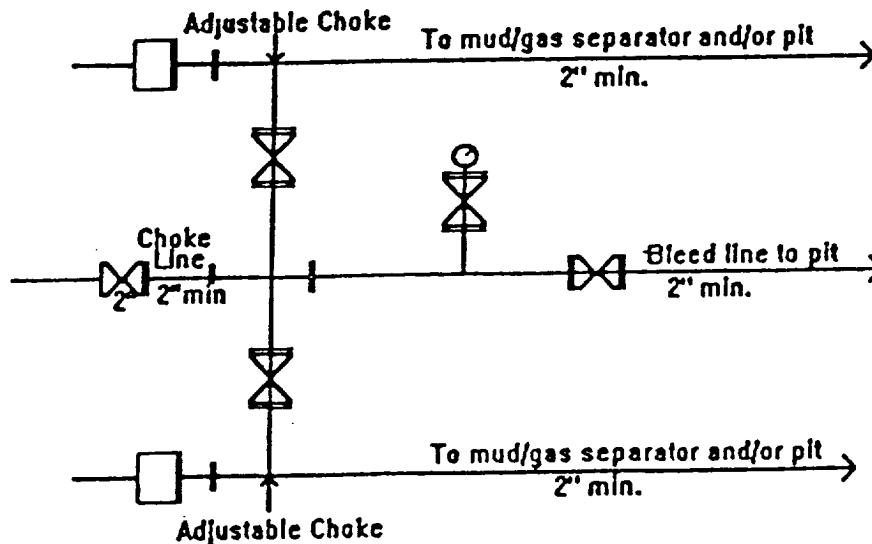 Adjustable Choke
To mud/gas separator and/or pit
2" min.
Choke
Line
2"
2" min
Bleed line to pit
2" min.
To mud/gas separator and/or pit
2" min.
Adjustable Choke